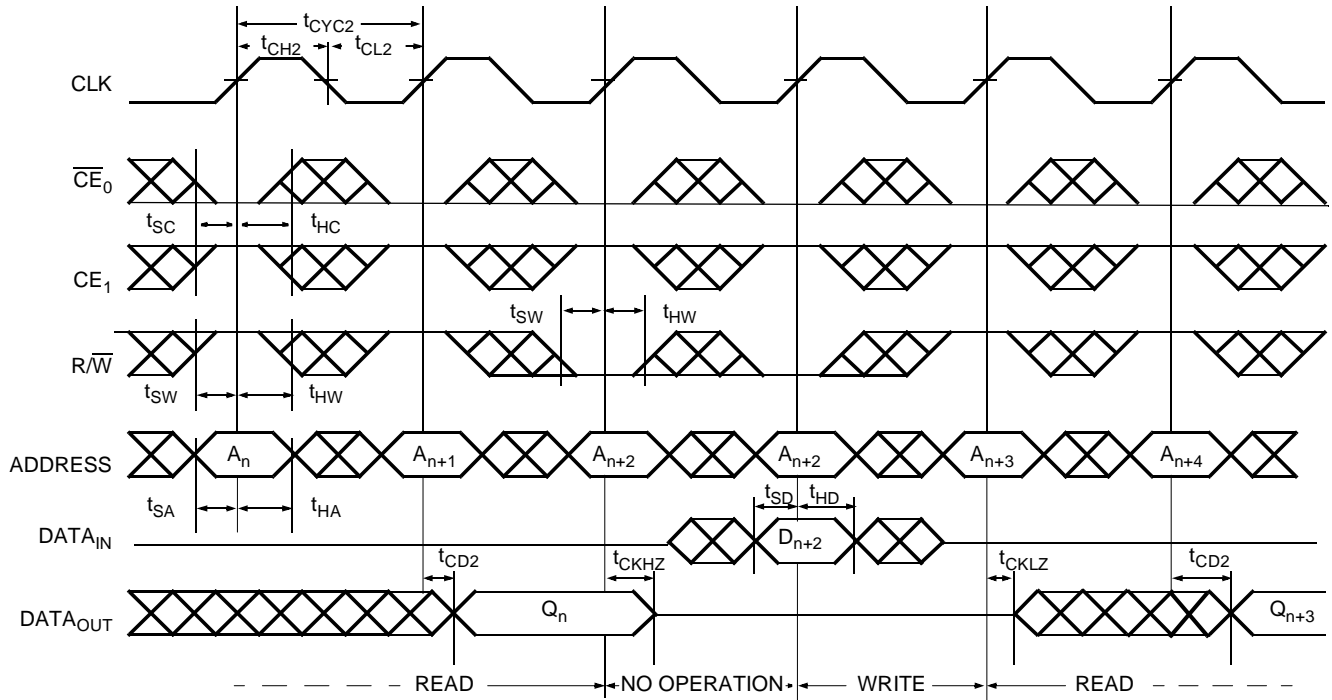 tCYC2
tCH2 tCL2
CLK
CE0
tSC tHC
CE1
tSW tHW
R/W
tSW tHW
ADDRESS An An+1 An+2 An+2 An+3 An+4
tSA tHA tSD tHD
DATAIN Dn+2
tCD2 tCKHZ tCKLZ tCD2
DATAOUT Qn Qn+3
READ NO OPERATION WRITE READ